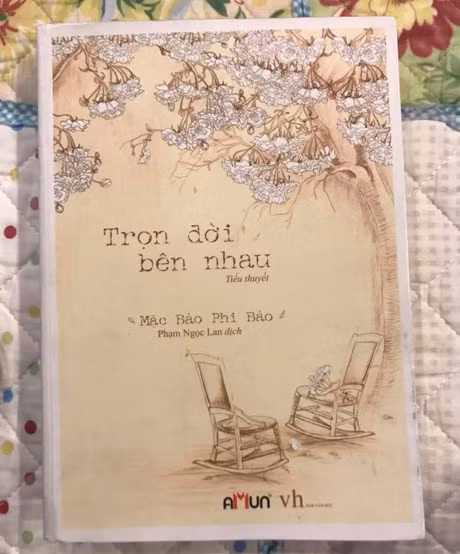 Trọn đời
bên nhau
Tiểu thuyết
Mặc Bảo Phi Bảo
Phạm Ngọc Lan dịch
AMUN vh